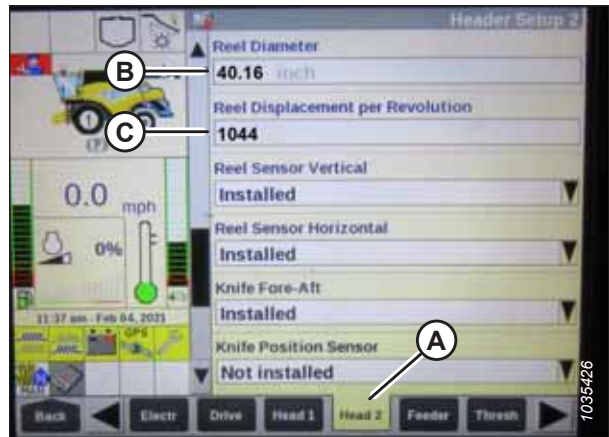 Header Setup 2
Reel Diameter
B
40.16 inch
Reel Displacement per Revolution
C
1044
Reel Sensor Vertical
Installed
Reel Sensor Horizontal
Installed
Knife Fore-Aft
Installed
Knife Position Sensor
A
Not installed
0.0 mph
0%
11:37 am Feb 04, 2021
GPS
Back Electr Drive Head 1 Head 2 Feeder Thresh
1035426